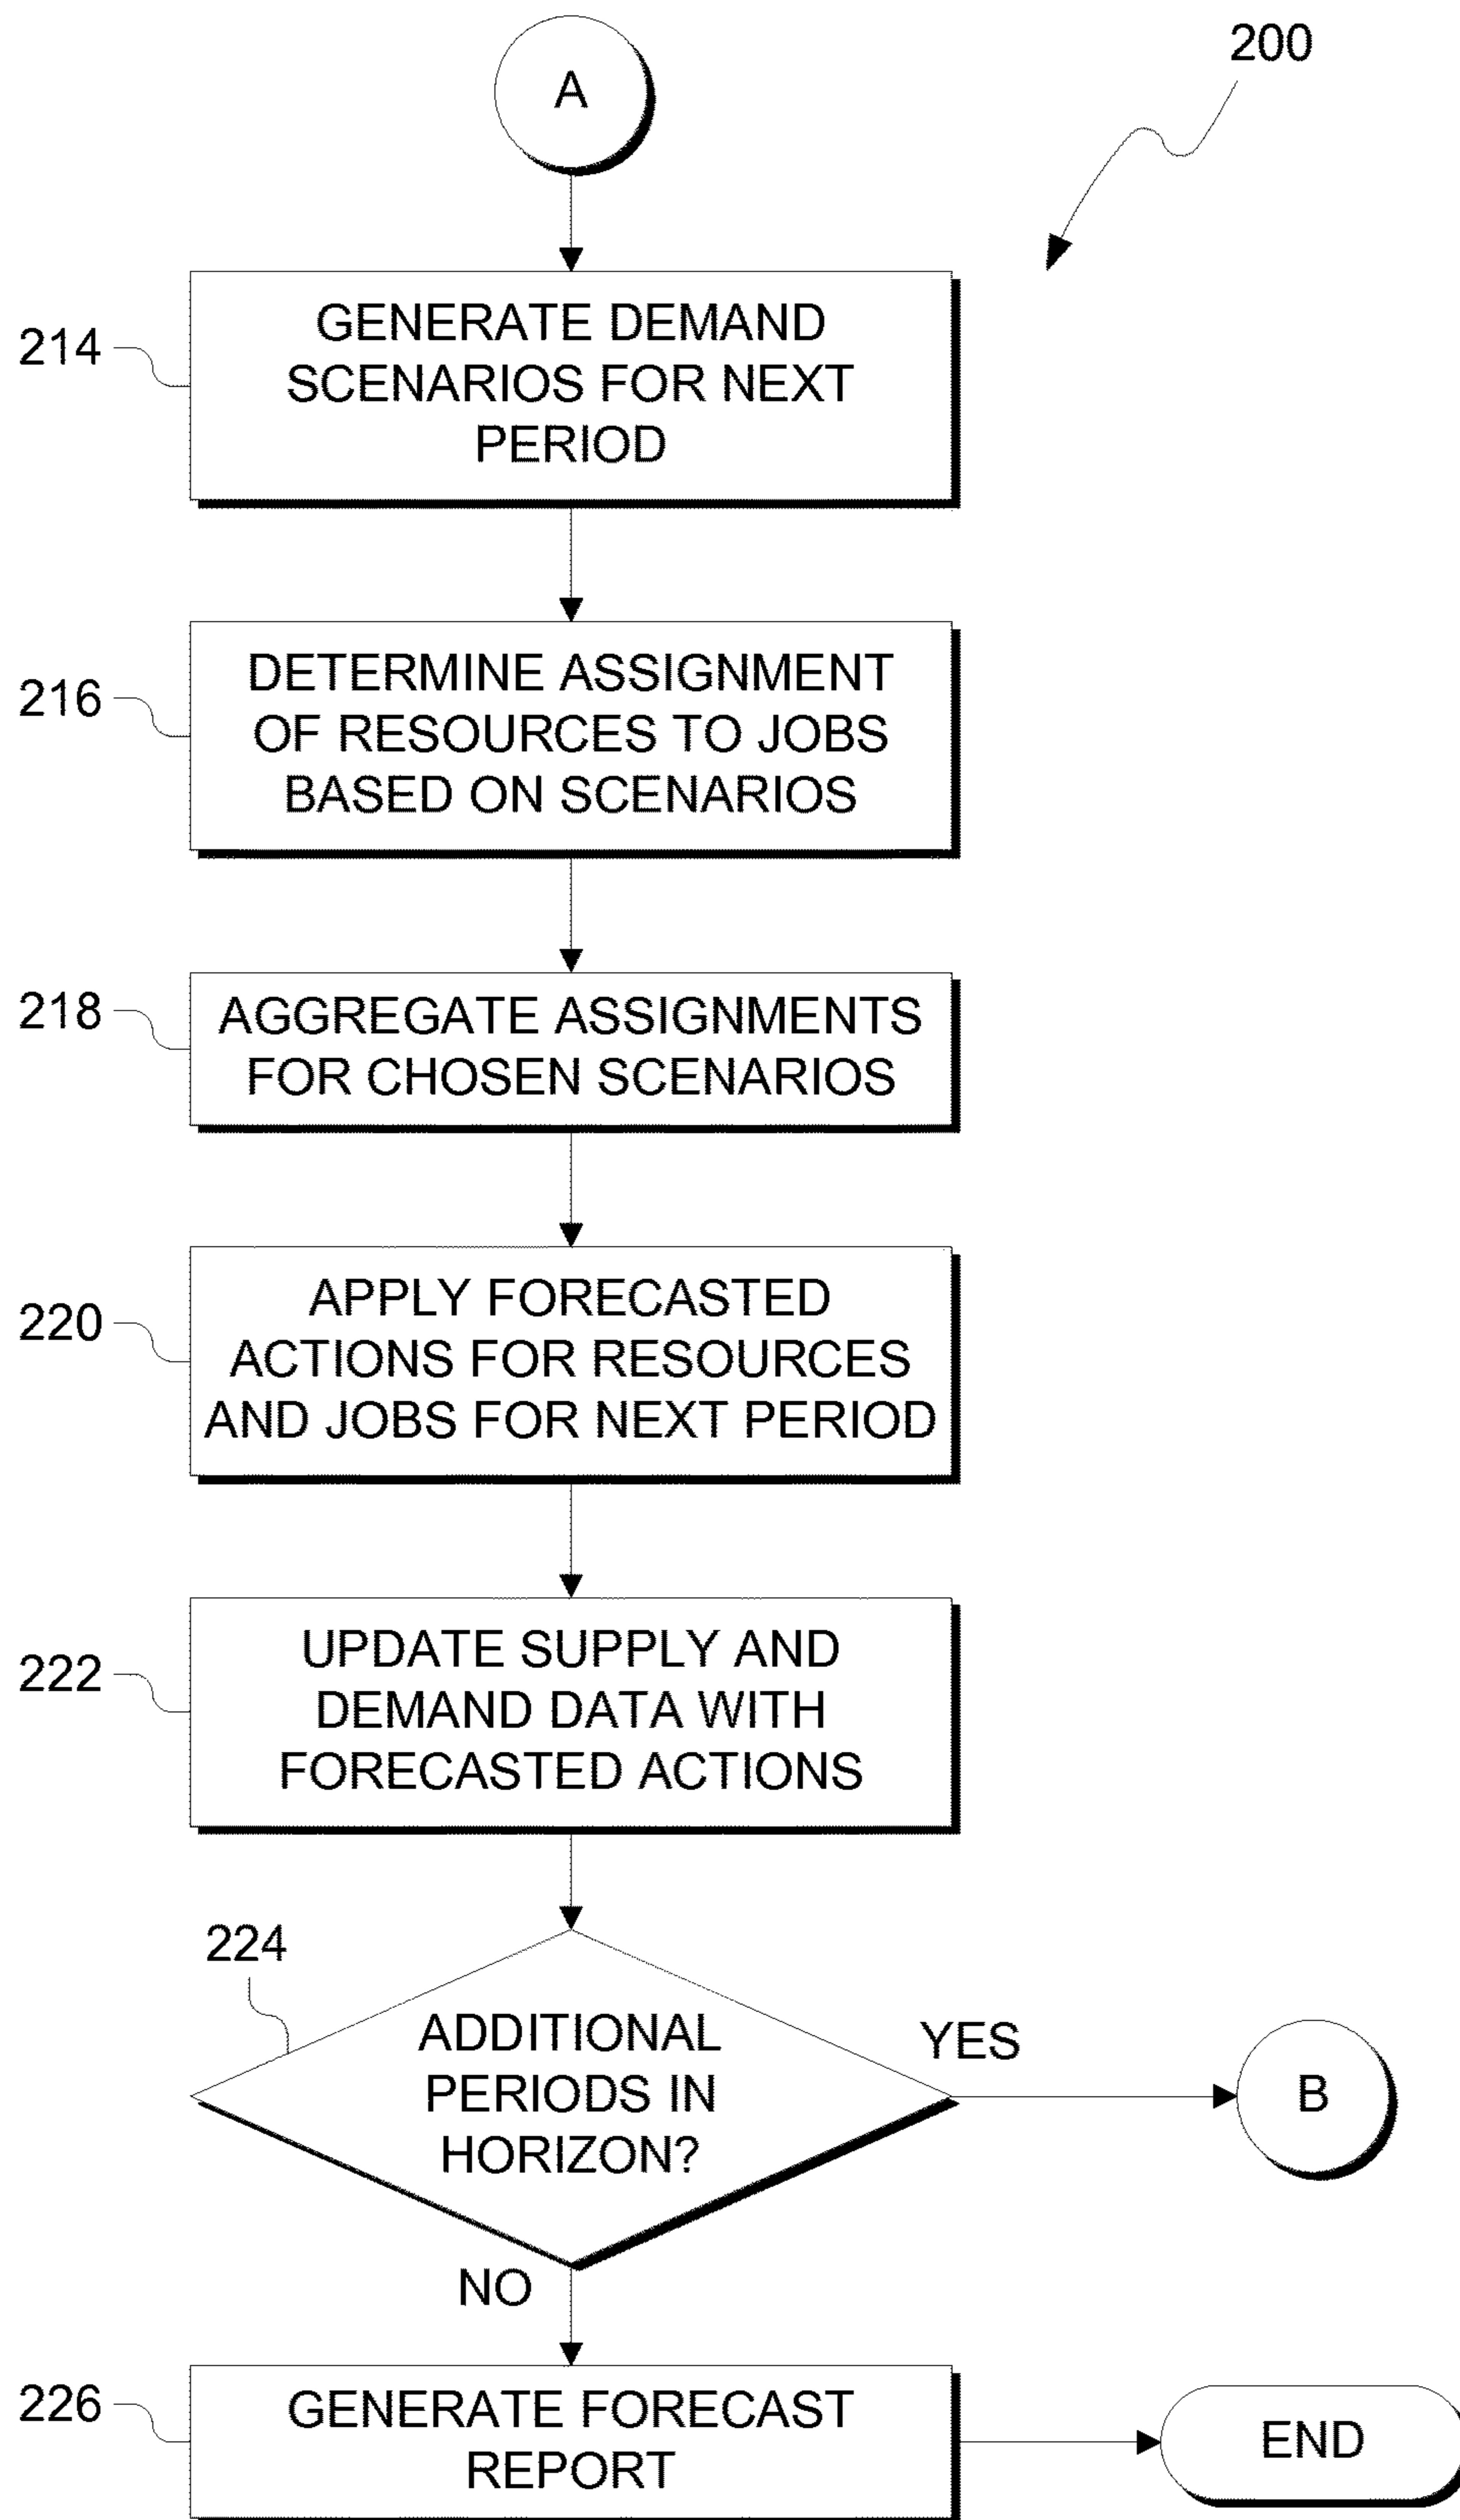 200
A
214
GENERATE DEMAND
SCENARIOS FOR NEXT
PERIOD
216
DETERMINE ASSIGNMENT
OF RESOURCES TO JOBS
BASED ON SCENARIOS
218
AGGREGATE ASSIGNMENTS
FOR CHOSEN SCENARIOS
220
APPLY FORECASTED
ACTIONS FOR RESOURCES
AND JOBS FOR NEXT PERIOD
222
UPDATE SUPPLY AND
DEMAND DATA WITH
FORECASTED ACTIONS
224
ADDITIONAL
PERIODS IN
HORIZON?
YES
B
NO
226
GENERATE FORECAST
REPORT
END